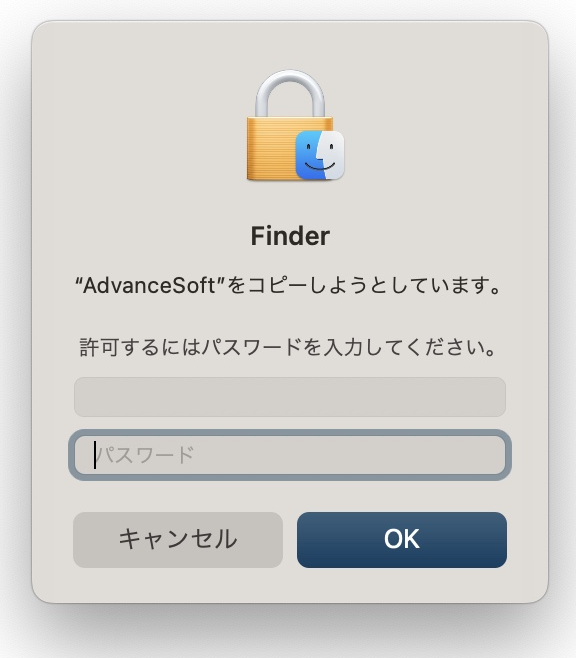 Finder
“AdvanceSoft”をコピーしようとしています。
許可するにはパスワードを入力してください。
パスワード
キャンセル
OK